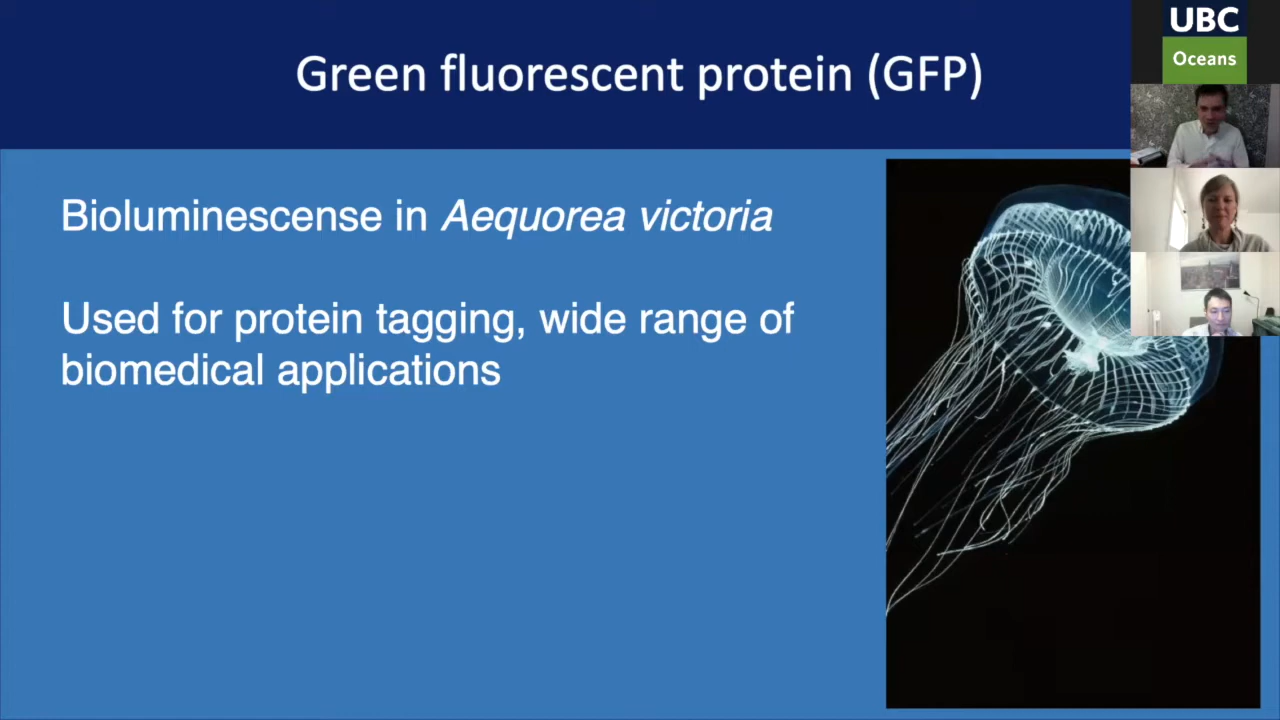 Green fluorescent protein (GFP)
UBC
Oceans
Bioluminescense in Aequorea victoria
Used for protein tagging, wide range of
biomedical applications